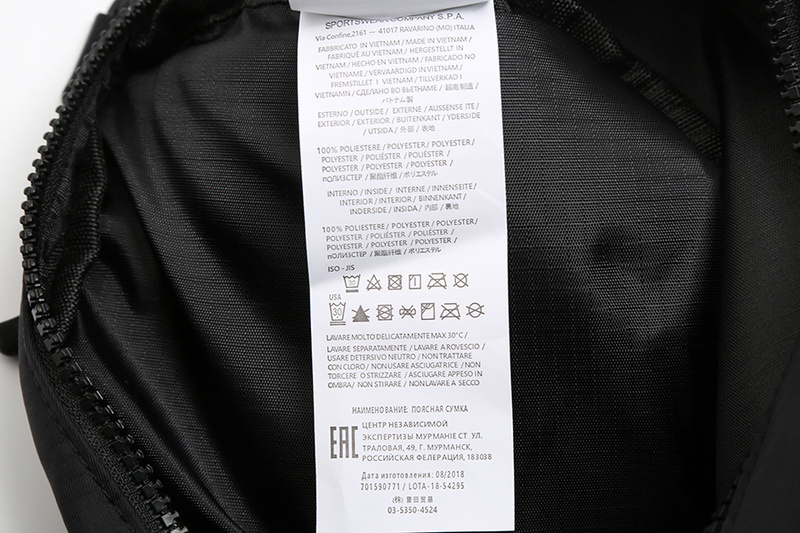 SPORTSWEAR COMPANY S.P.A.
Via Confine,2161 — 41017 RAVARINO (MO) ITALIA
FABBRICATO IN VIETNAM / MADE IN VIETNAM /
FABRIQUÉ AU VIETNAM / HERGESTELLT IN
VIETNAM / HECHO EN VIETNAM / FABRICADO NO
VIETNAME / VERVAARDIGD IN VIETNAM /
FREMSTILLET I VIETNAM / TILLVERKAD I
VIETNAMN / СДЕЛАНО ВО ВЬЕТНАМЕ / 越南制造 /
ベトナム製
ESTERNO / OUTSIDE / EXTERNE / AUSSENSEITE /
EXTERIOR / EXTERIOR / BUITENKANT / YDERSIDE
/ UTSIDA / 外部 / 表地
100% POLIESTERE / POLYESTER / POLYESTER /
POLYESTER / POLIÉSTER / POLIÉSTER /
POLYESTER / POLYESTER / POLYESTER /
ПОЛИЭСТЕР / 聚酯纤维 / ポリエステル
INTERNO / INSIDE / INTERNE / INNENSEITE /
INTERIOR / INTERIOR / BINNENKANT /
INDERSIDE / INSIDA / 内部 / 裏地
100% POLIESTERE / POLYESTER / POLYESTER /
POLYESTER / POLIÉSTER / POLIÉSTER /
POLYESTER / POLYESTER / POLYESTER /
ПОЛИЭСТЕР / 聚酯纤维 / ポリエステル
ISO - JIS
30
USA
30
LAVARE MOLTO DELICATAMENTE MAX 30°C /
LAVARE SEPARATAMENTE / LAVARE A ROVESCIO /
USARE DETERSIVO NEUTRO / NON TRATTARE
CON CLORO / NON USARE ASCIUGATRICE / NON
TORCERE O STRIZZARE / ASCIUGARE APPESO IN
OMBRA/ NON STIRARE / NON LAVARE A SECCO
НАИМЕНОВАНИЕ: ПОЯСНАЯ СУМКА
EAC
ЦЕНТР НЕЗАВИСИМОЙ
ЭКСПЕРТИЗЫ МУРМАНІЕ СТ УЛ.
ТРАЛОВАЯ, 49, Г. МУРМАНСК,
РОССИЙСКАЯ ФЕДЕРАЦИЯ, 183038
Дата изготовления: 08/2018
701590771 / LOTA-18-54295
(株) 豊田貿易
03-5350-4524